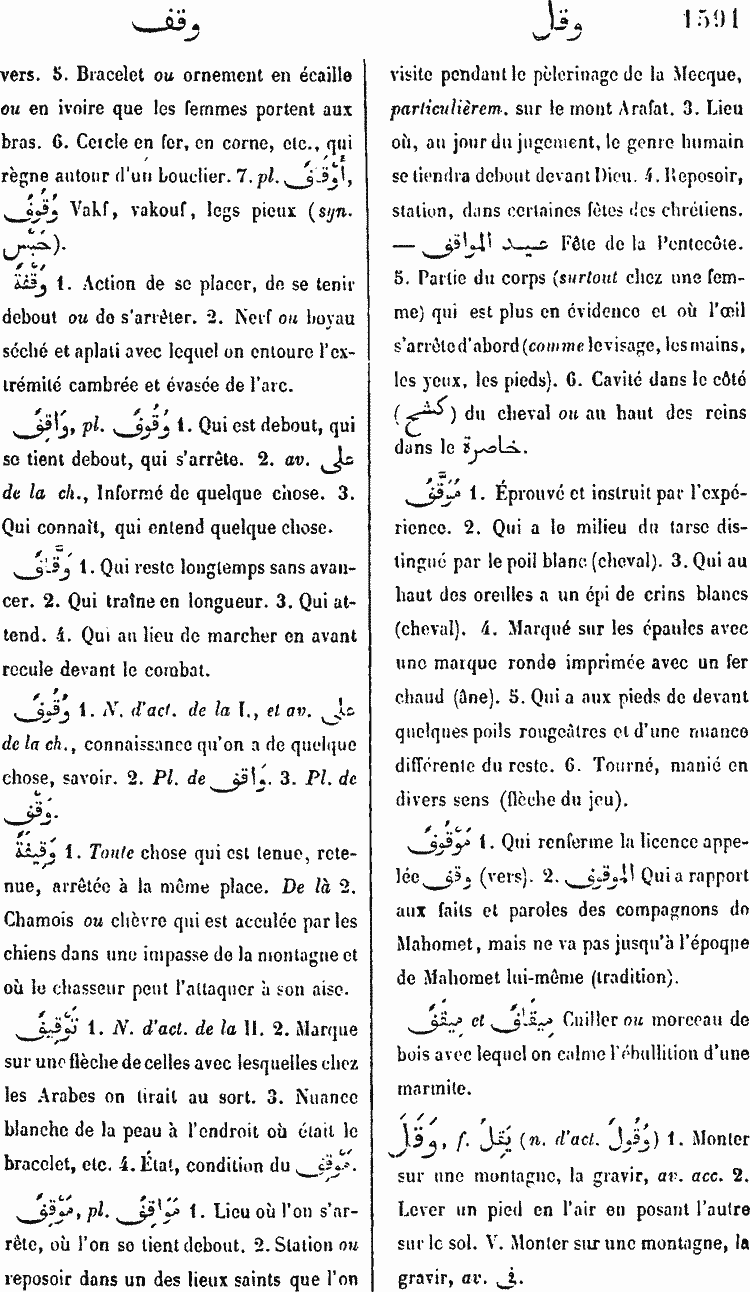 وقف
وقل
1591
vers. 5. Bracelet ou ornement en écaille
ou en ivoire que les femmes portent aux
bras. 6. Cercle en fer, en corne, etc., qui
règne autour d'un bouclier. 7. pl. أَوْقَافٌ,
وُقُوفٌ Vakf, vakouf, legs pieux (syn.
حَبْسٌ).
وَقْفَةٌ 1. Action de se placer, de se tenir
debout ou de s'arrêter. 2. Nerf ou boyau
séché et aplati avec lequel on entoure l'ex-
trémité cambrée et évasée de l'arc.
وَاقِفٌ, pl. وُقُوفٌ 1. Qui est debout, qui
se tient debout, qui s'arrête. 2. av. على
de la ch., Informé de quelque chose. 3.
Qui connaît, qui entend quelque chose.
وَقَّافٌ 1. Qui reste longtemps sans avan-
cer. 2. Qui traîne en longueur. 3. Qui at-
tend. 4. Qui au lieu de marcher en avant
recule devant le combat.
وُقُوفٌ 1. N. d'act. de la I., et av. على
de la ch., connaissance qu'on a de quelque
chose, savoir. 2. Pl. de وَاقِفٌ. 3. Pl. de
وَقْفٌ.
وَقِيفَةٌ 1. Toute chose qui est tenue, rete-
nue, arrêtée à la même place. De là 2.
Chamois ou chèvre qui est acculée par les
chiens dans une impasse de la montagne et
où le chasseur peut l'attaquer à son aise.
تَوْقِيفٌ 1. N. d'act. de la II. 2. Marque
sur une flèche de celles avec lesquelles chez
les Arabes on tirait au sort. 3. Nuance
blanche de la peau à l'endroit où était le
bracelet, etc. 4. État, condition du مَوْقِفٌ.
مَوْقِفٌ, pl. مَوَاقِفُ 1. Lieu où l'on s'ar-
rête, où l'on se tient debout. 2. Station ou
reposoir dans un des lieux saints que l'on
visite pendant le pèlerinage de la Mecque,
particulièrem. sur le mont Arafat. 3. Lieu
où, au jour du jugement, le genre humain
se tiendra debout devant Dieu. 4. Reposoir,
station, dans certaines fêtes des chrétiens.
— عيد المواقف Fête de la Pentecôte.
5. Partie du corps (surtout chez une fem-
me) qui est plus en évidence et où l'œil
s'arrête d'abord (comme le visage, les mains,
les yeux, les pieds). 6. Cavité dans le côté
(كشح) du cheval ou au haut des reins
dans le خاصرة.
مُوَقَّفٌ 1. Éprouvé et instruit par l'expé-
rience. 2. Qui a le milieu du tarse dis-
tingué par le poil blanc (cheval). 3. Qui au
haut des oreilles a un épi de crins blancs
(cheval). 4. Marqué sur les épaules avec
une marque ronde imprimée avec un fer
chaud (âne). 5. Qui a aux pieds de devant
quelques poils rougeâtres et d'une nuance
différente du reste. 6. Tourné, manié en
divers sens (flèche du jeu).
مَوْقُوفٌ 1. Qui renferme la licence appe-
lée وقف (vers). 2. الموقوف Qui a rapport
aux faits et paroles des compagnons de
Mahomet, mais ne va pas jusqu'à l'époque
de Mahomet lui-même (tradition).
مِيقَفٌ et مِيقَافٌ Cuiller ou morceau de
bois avec lequel on calme l'ébullition d'une
marmite.
وَقَلَ, f. يَقِلُ (n. d'act. وُقُولٌ) 1. Monter
sur une montagne, la gravir, av. acc. 2.
Lever un pied en l'air en posant l'autre
sur le sol. V. Monter sur une montagne, la
gravir, av. فى.